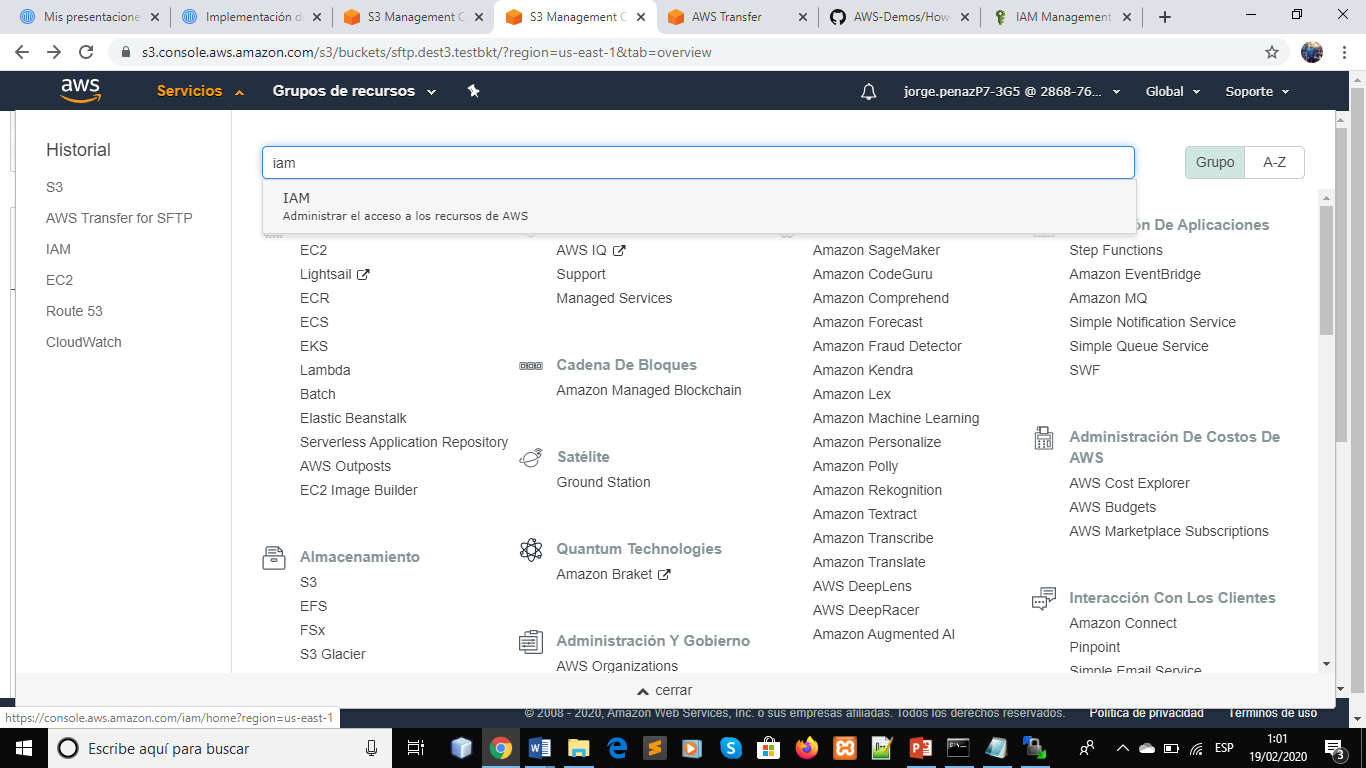 Mis presentacione
Implementación d
S3 Management C
S3 Management C
AWS Transfer
AWS-Demos/How
IAM Management
s3.console.aws.amazon.com/s3/buckets/sftp.dest3.testbkt/?region=us-east-1&tab=overview
aws
Servicios
Grupos de recursos
jorge.penazP7-3G5 @ 2868-76...
Global
Soporte
Historial
S3
AWS Transfer for SFTP
IAM
EC2
Route 53
CloudWatch
iam
Grupo
A-Z
IAM
Administrar el acceso a los recursos de AWS
EC2
Lightsail
ECR
ECS
EKS
Lambda
Batch
Elastic Beanstalk
Serverless Application Repository
AWS Outposts
EC2 Image Builder
Almacenamiento
S3
EFS
FSx
S3 Glacier
AWS IQ
Support
Managed Services
Cadena De Bloques
Amazon Managed Blockchain
Satélite
Ground Station
Quantum Technologies
Amazon Braket
Administración Y Gobierno
AWS Organizations
Amazon SageMaker
Amazon CodeGuru
Amazon Comprehend
Amazon Forecast
Amazon Fraud Detector
Amazon Kendra
Amazon Lex
Amazon Machine Learning
Amazon Personalize
Amazon Polly
Amazon Rekognition
Amazon Textract
Amazon Transcribe
Amazon Translate
AWS DeepLens
AWS DeepRacer
Amazon Augmented AI
ón De Aplicaciones
Step Functions
Amazon EventBridge
Amazon MQ
Simple Notification Service
Simple Queue Service
SWF
Administración De Costos De
AWS
AWS Cost Explorer
AWS Budgets
AWS Marketplace Subscriptions
Interacción Con Los Clientes
Amazon Connect
Pinpoint
Simple Email Service
cerrar
https://console.aws.amazon.com/iam/home?region=us-east-1
© 2008 - 2020, Amazon Web Services, Inc. o sus empresas afiliadas. Todos los derechos reservados.
Política de privacidad
Términos de uso
Escribe aquí para buscar
ESP
1:01
19/02/2020
3